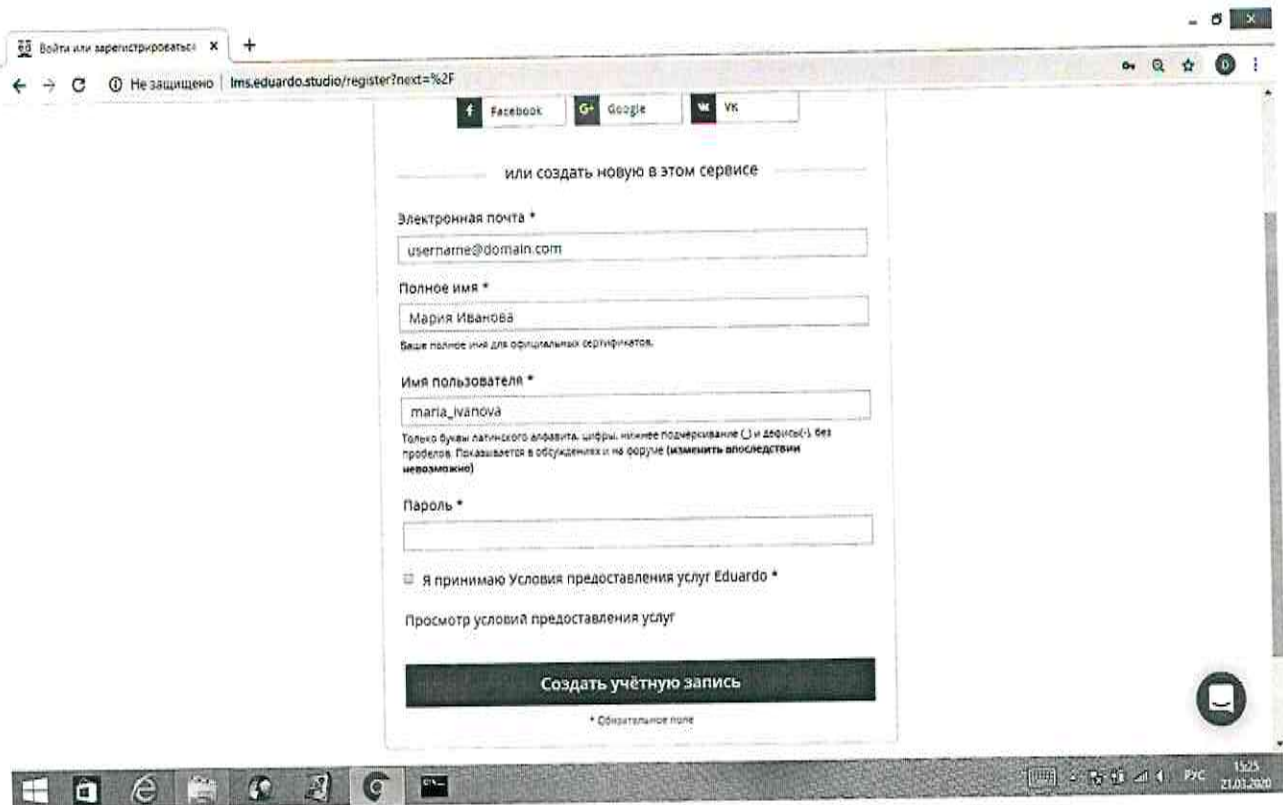 Войти или зарегистрироваться
Не защищено | lms.eduardo.studio/register?next=%2F
Facebook
G+ Google
VK
или создать новую в этом сервисе
Электронная почта *
username@domain.com
Полное имя *
Мария Иванова
Ваше полное имя для официальных сертификатов.
Имя пользователя *
maria_ivanova
Только буквы латинского алфавита, цифры, нижнее подчёркивание (_) и дефисы(-), без
пробелов. Показывается в обсуждениях и на форуме (изменить впоследствии
невозможно)
Пароль *
Я принимаю Условия предоставления услуг Eduardo *
Просмотр условий предоставления услуг
Создать учётную запись
* Обязательное поле
РУС
15:25
21.03.2020